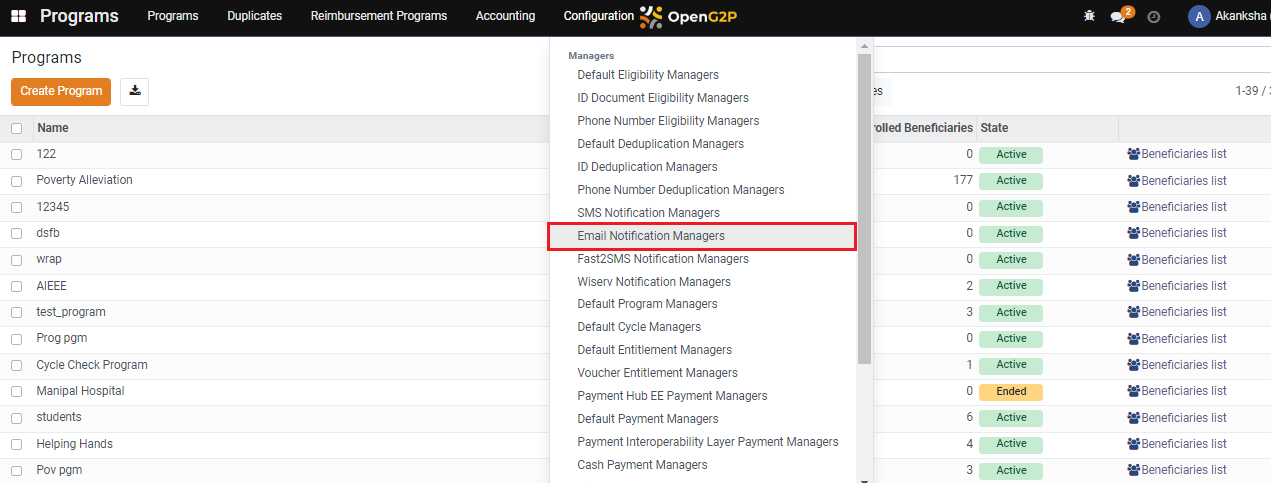 Programs Programs Duplicates Reimbursement Programs Accounting Configuration OpenG2P 2 A Akanksha
Programs
Create Program
1-39 /
Managers
Default Eligibility Managers
ID Document Eligibility Managers
Phone Number Eligibility Managers
Default Deduplication Managers
ID Deduplication Managers
Phone Number Deduplication Managers
SMS Notification Managers
Email Notification Managers
Fast2SMS Notification Managers
Wiserv Notification Managers
Default Program Managers
Default Cycle Managers
Default Entitlement Managers
Voucher Entitlement Managers
Payment Hub EE Payment Managers
Default Payment Managers
Payment Interoperability Layer Payment Managers
Cash Payment Managers
es
Name rolled Beneficiaries State
122 0 Active Beneficiaries list
Poverty Alleviation 177 Active Beneficiaries list
12345 0 Active Beneficiaries list
dsfb 0 Active Beneficiaries list
wrap 0 Active Beneficiaries list
AIEEE 2 Active Beneficiaries list
test_program 3 Active Beneficiaries list
Prog pgm 0 Active Beneficiaries list
Cycle Check Program 1 Active Beneficiaries list
Manipal Hospital 0 Ended Beneficiaries list
students 6 Active Beneficiaries list
Helping Hands 4 Active Beneficiaries list
Pov pgm 3 Active Beneficiaries list